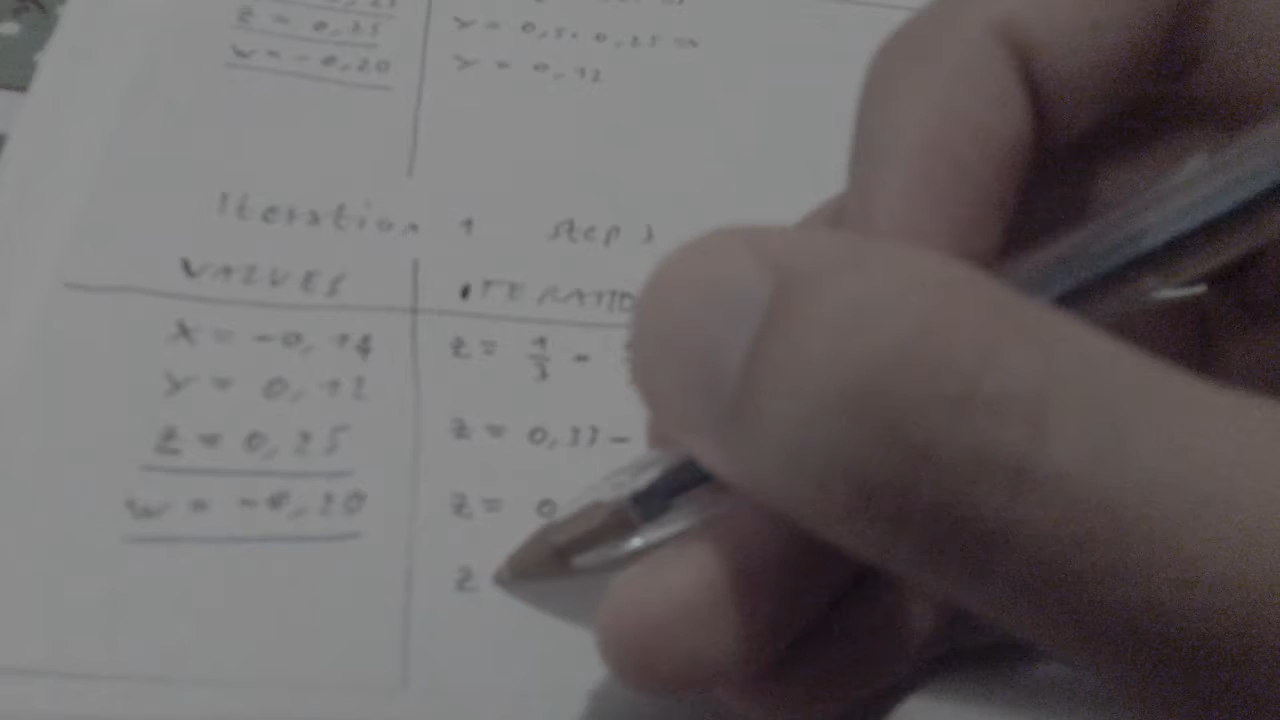 z = 0,25
w = -0,20
y = 0,5 · 0,25 =>
y = 0,12
Iteration 1 step 3
VALUES
ITERATIO
x = -0,14
y = 0,12
z = 0,25
w = -0,20
z = 1/3 -
z = 0,33 -
z = 0
z